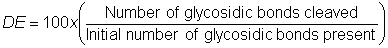 DE = 100x(Number of glycosidic bonds cleaved / Initial number of glycosidic bonds present)